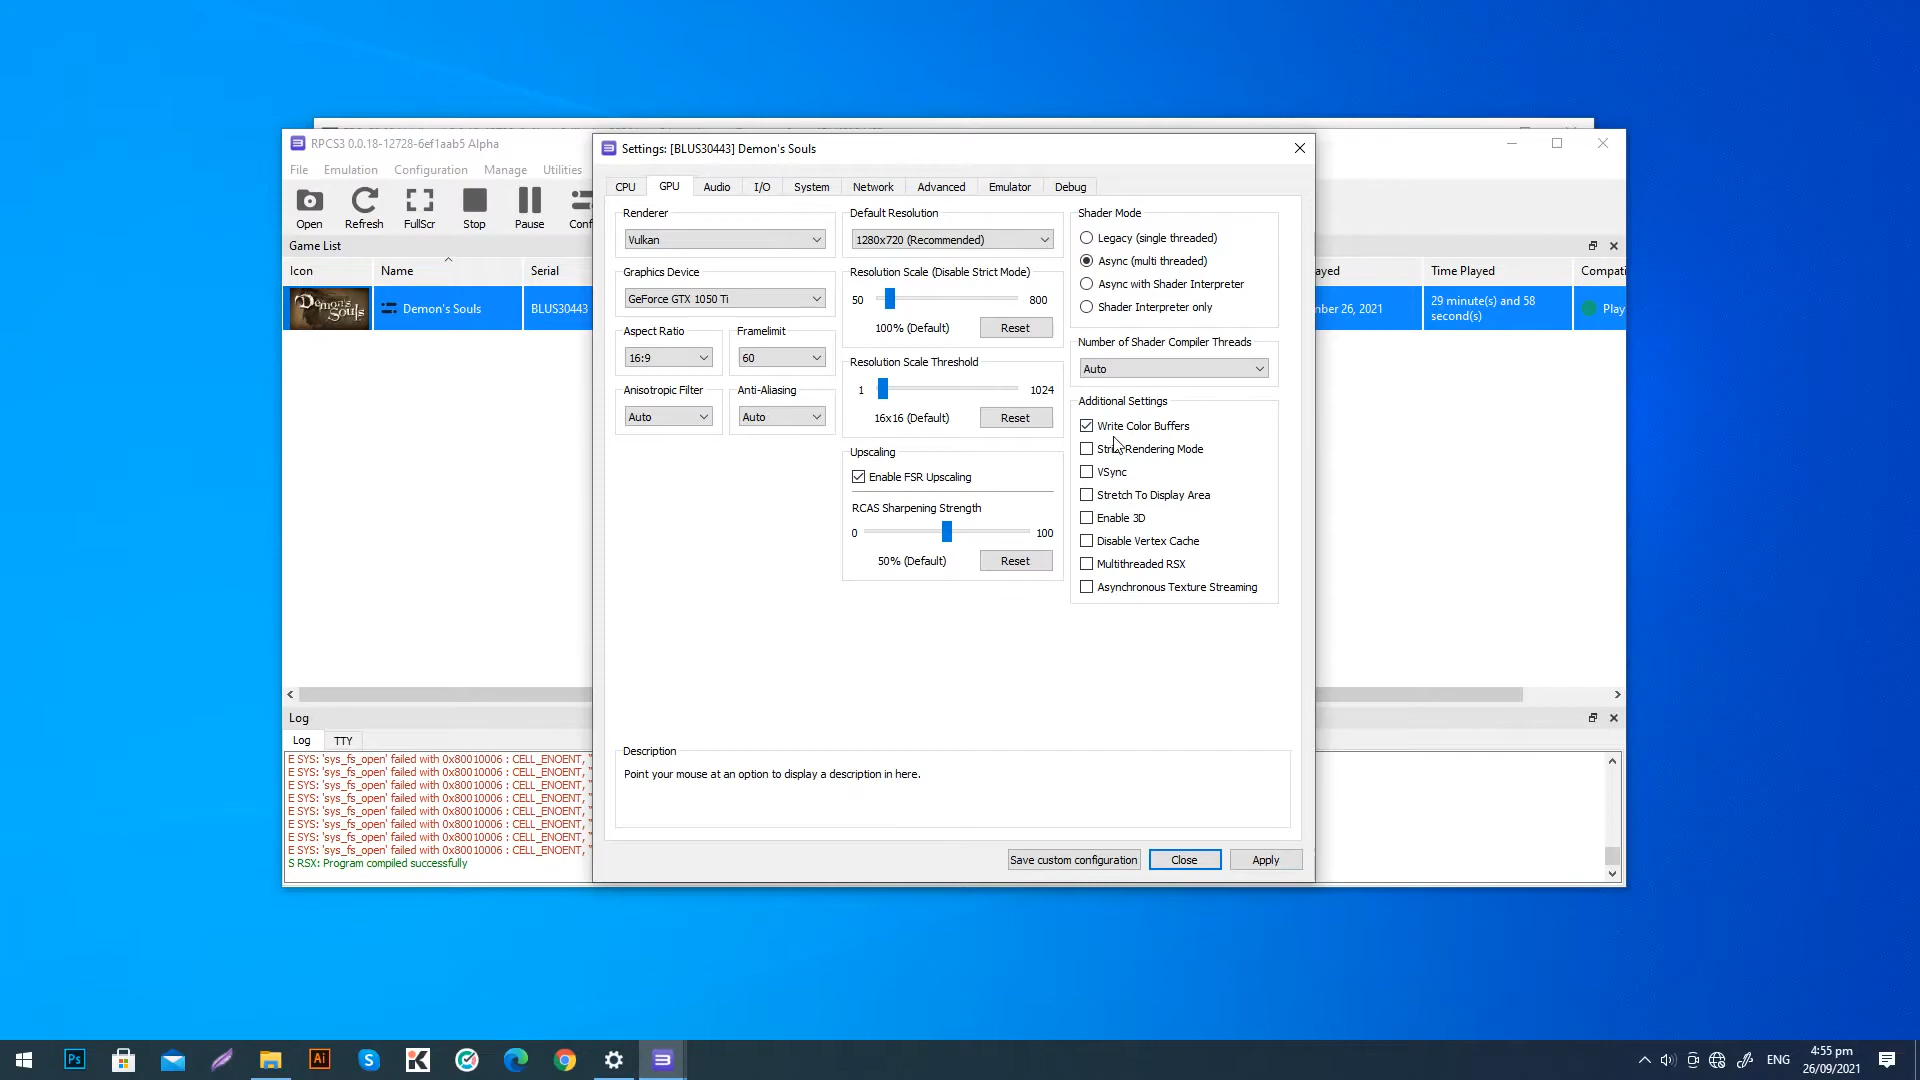 RPCS3 0.0.18-12728-6ef1aab5 Alpha
File Emulation Configuration Manage Utilities
Open Refresh FullScr Stop Pause Conf
Game List
Icon Name Serial ayed Time Played Compati
Demon's Souls
Demon's Souls BLUS30443 nber 26, 2021 29 minute(s) and 58 second(s) Play
Log
Log TTY
E SYS: 'sys_fs_open' failed with 0x80010006 : CELL_ENOENT, "
E SYS: 'sys_fs_open' failed with 0x80010006 : CELL_ENOENT, "
E SYS: 'sys_fs_open' failed with 0x80010006 : CELL_ENOENT, "
E SYS: 'sys_fs_open' failed with 0x80010006 : CELL_ENOENT, "
E SYS: 'sys_fs_open' failed with 0x80010006 : CELL_ENOENT, "
E SYS: 'sys_fs_open' failed with 0x80010006 : CELL_ENOENT, "
E SYS: 'sys_fs_open' failed with 0x80010006 : CELL_ENOENT, "
E SYS: 'sys_fs_open' failed with 0x80010006 : CELL_ENOENT, "
S RSX: Program compiled successfully
Settings: [BLUS30443] Demon's Souls
CPU GPU Audio I/O System Network Advanced Emulator Debug
Renderer
Vulkan
Graphics Device
GeForce GTX 1050 Ti
Aspect Ratio Framelimit
16:9 60
Anisotropic Filter Anti-Aliasing
Auto Auto
Default Resolution
1280x720 (Recommended)
Resolution Scale (Disable Strict Mode)
50 800
100% (Default) Reset
Resolution Scale Threshold
1 1024
16x16 (Default) Reset
Upscaling
Enable FSR Upscaling
RCAS Sharpening Strength
0 100
50% (Default) Reset
Shader Mode
Legacy (single threaded)
Async (multi threaded)
Async with Shader Interpreter
Shader Interpreter only
Number of Shader Compiler Threads
Auto
Additional Settings
Write Color Buffers
Strict Rendering Mode
VSync
Stretch To Display Area
Enable 3D
Disable Vertex Cache
Multithreaded RSX
Asynchronous Texture Streaming
Description
Point your mouse at an option to display a description in here.
Save custom configuration Close Apply
Ps Ai S K
ENG
4:55 pm
26/09/2021